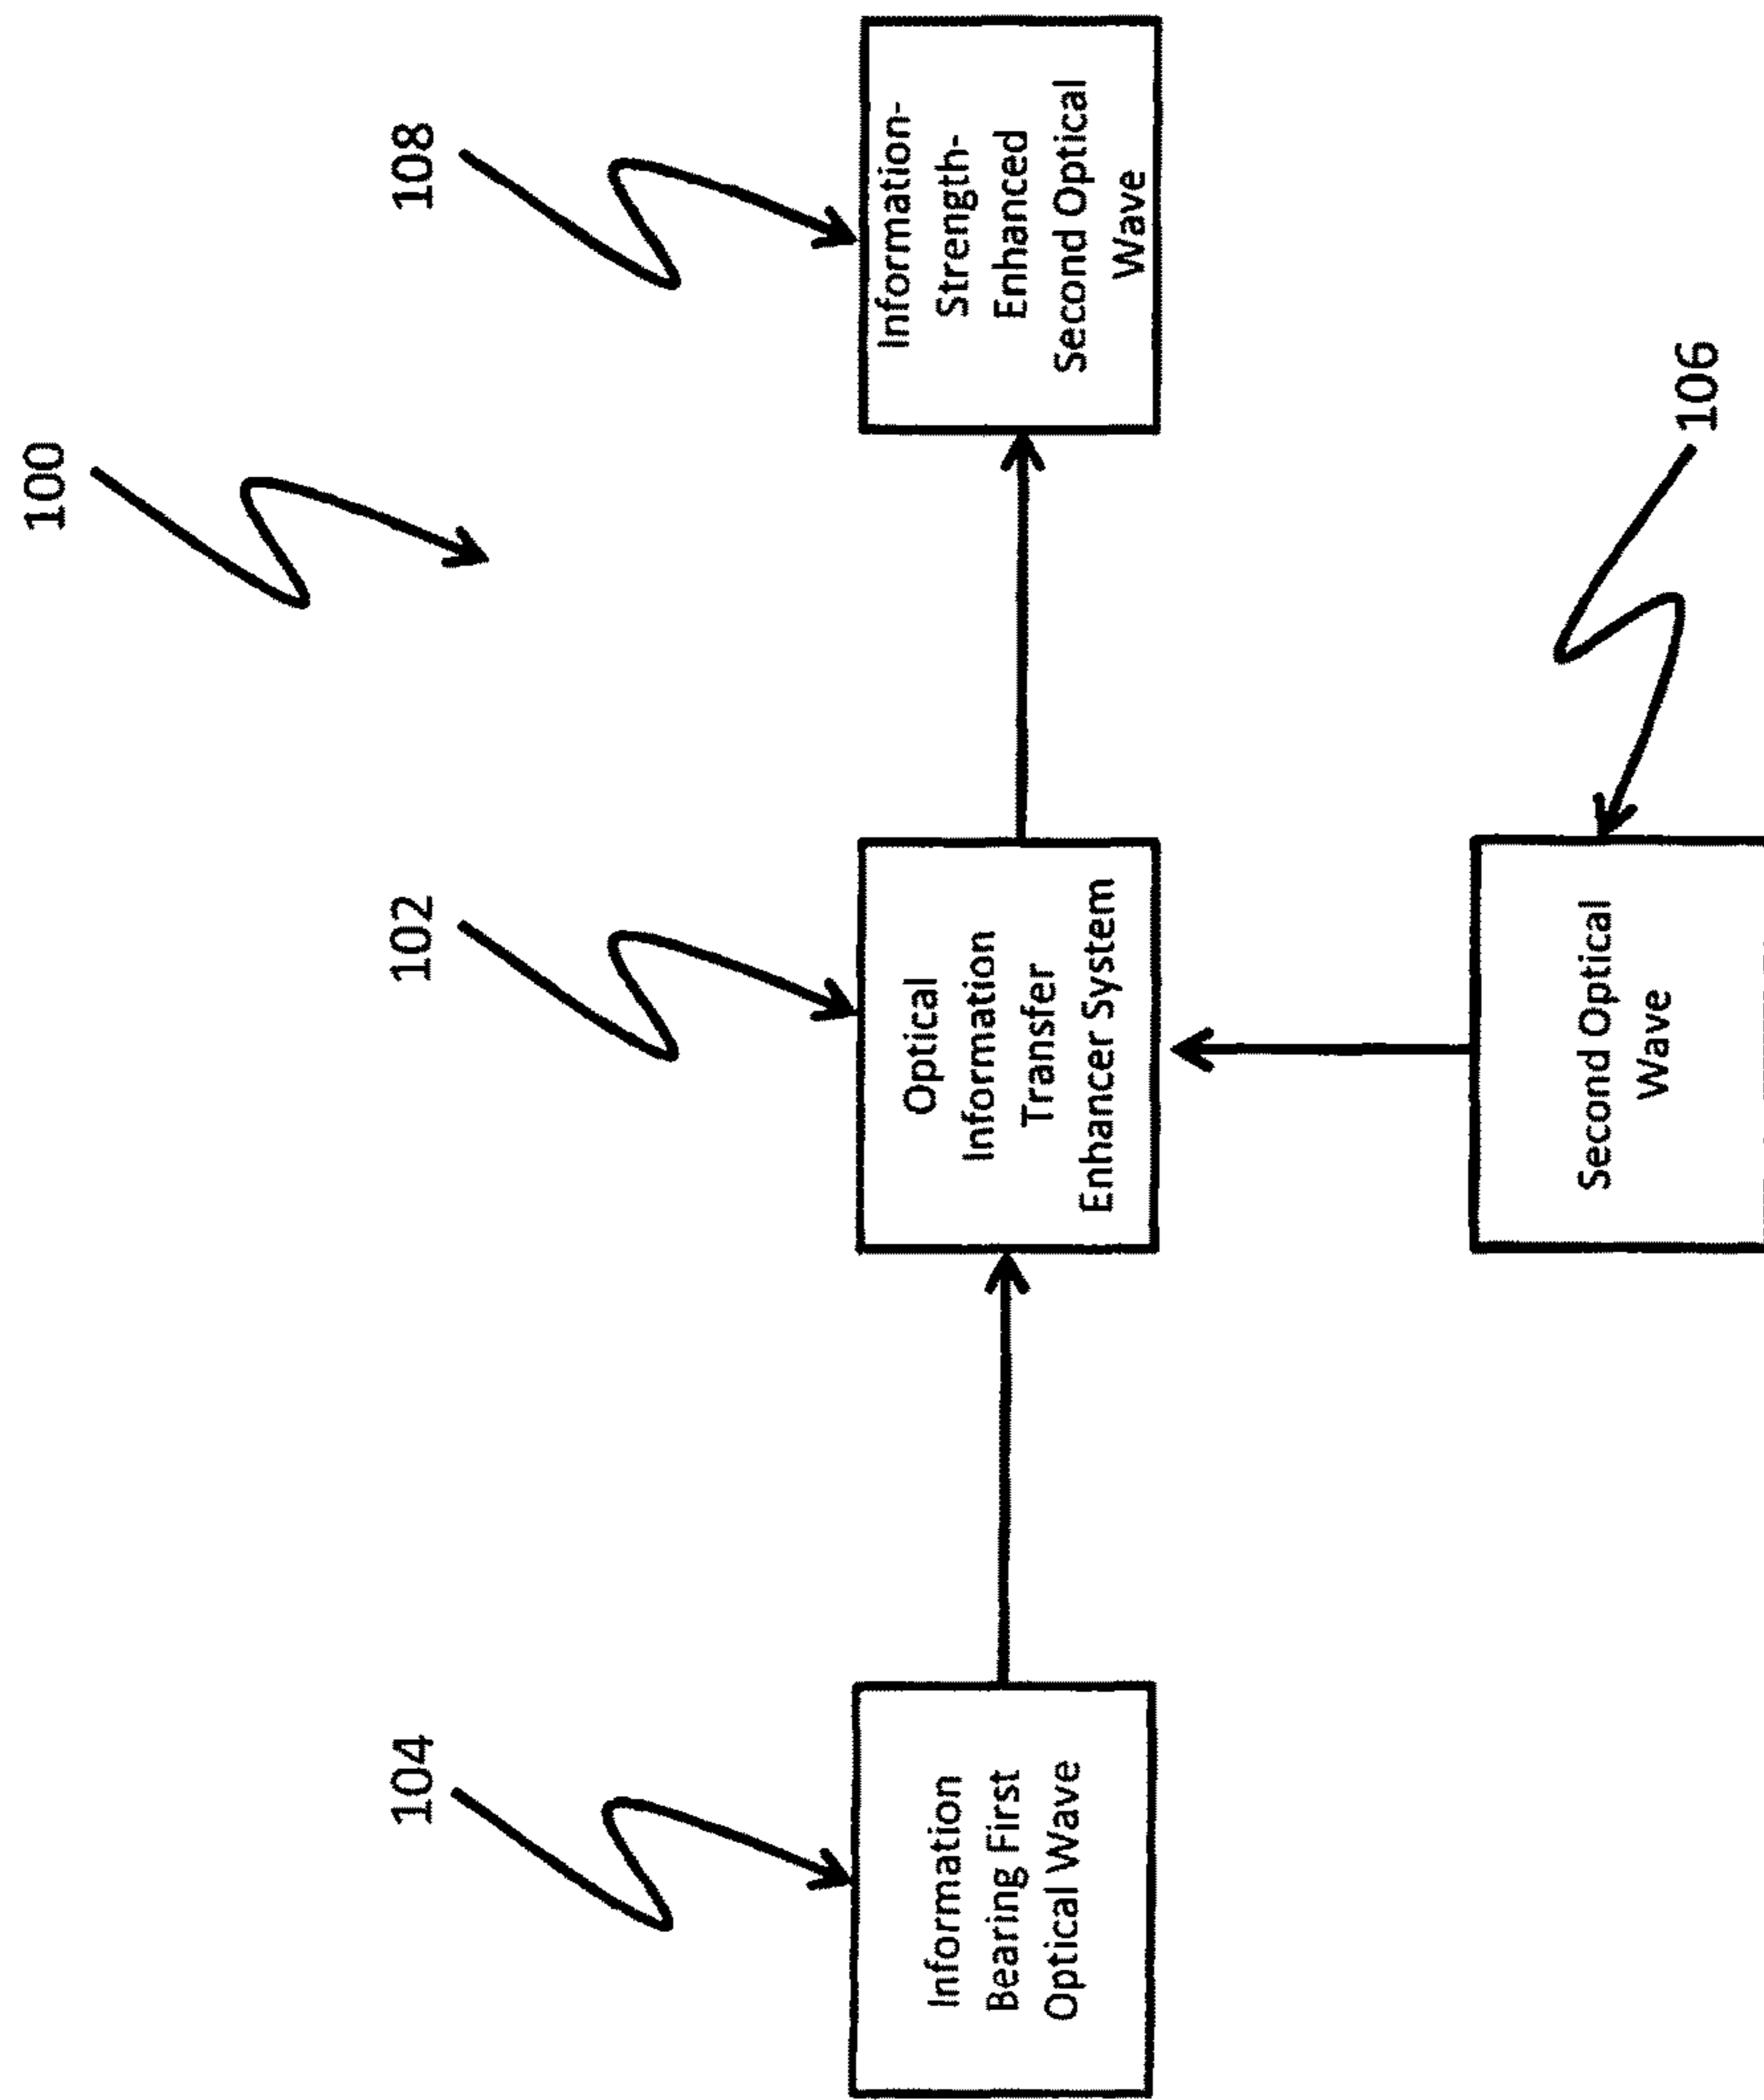 100
104
102
108
Information
Bearing First
Optical Wave
Optical
Information
Transfer
Enhancer System
Information-
Strength-
Enhanced
Second Optical
Wave
Second Optical
Wave
106